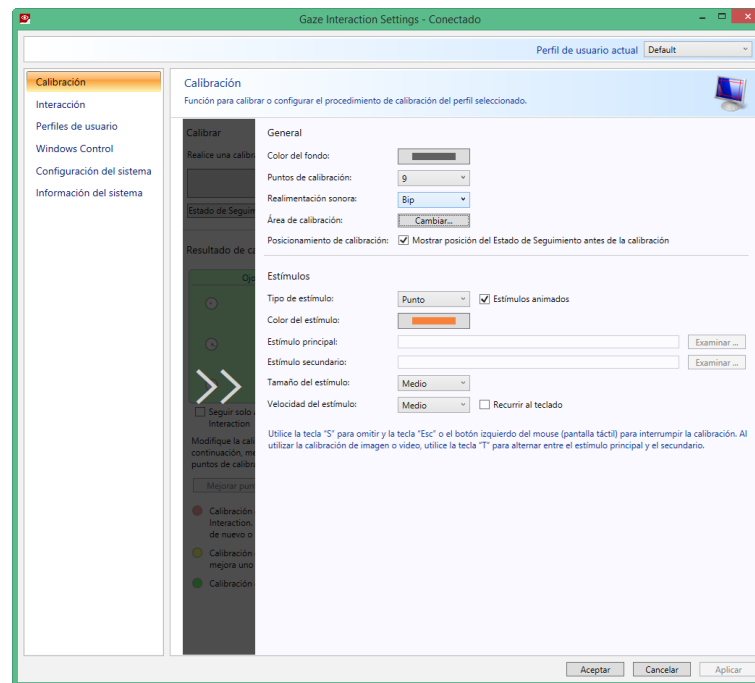 Gaze Interaction Settings - Conectado
Perfil de usuario actual Default
Calibración
Interacción
Perfiles de usuario
Windows Control
Configuración del sistema
Información del sistema
Calibración
Función para calibrar o configurar el procedimiento de calibración del perfil seleccionado.
Calibrar
Realice una calibr
Estado de Seguim
Resultado de ca
Ojo
Seguir solo
Interaction
Modifique la cali
continuación, me
puntos de calibra
Mejorar pun
Calibración
Interaction.
de nuevo o
Calibración
mejora uno
Calibración
General
Color del fondo:
Puntos de calibración: 9
Realimentación sonora: Bip
Área de calibración: Cambiar...
Posicionamiento de calibración: Mostrar posición del Estado de Seguimiento antes de la calibración
Estímulos
Tipo de estímulo: Punto Estímulos animados
Color del estímulo:
Estímulo principal: Examinar ...
Estímulo secundario: Examinar ...
Tamaño del estímulo: Medio
Velocidad del estímulo: Medio Recurrir al teclado
Utilice la tecla "S" para omitir y la tecla "Esc" o el botón izquierdo del mouse (pantalla táctil) para interrumpir la calibración. Al
utilizar la calibración de imagen o video, utilice la tecla "T" para alternar entre el estímulo principal y el secundario.
Aceptar Cancelar Aplicar